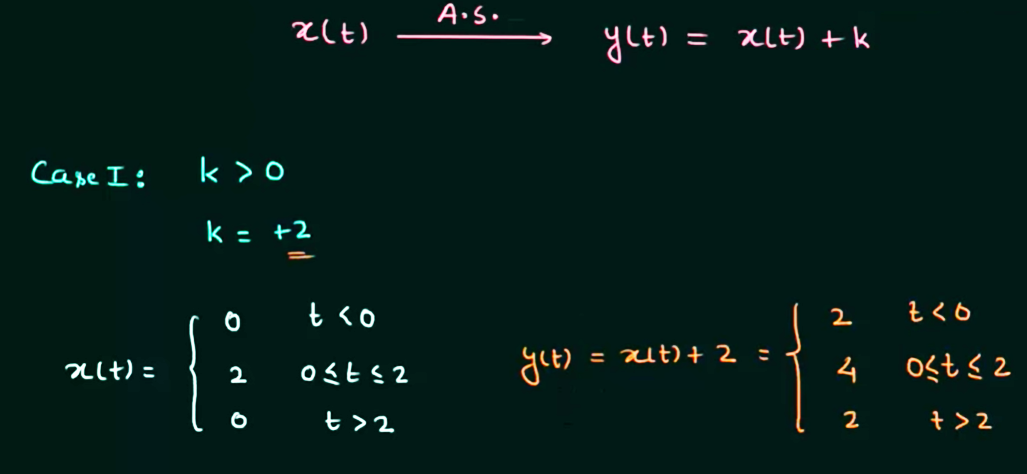 x(t) A.S. → y(t) = x(t) + k
Case I: k > 0
k = +2
x(t) = { 0 t < 0
2 0 ≤ t ≤ 2
0 t > 2
y(t) = x(t) + 2 = { 2 t < 0
4 0 ≤ t ≤ 2
2 t > 2